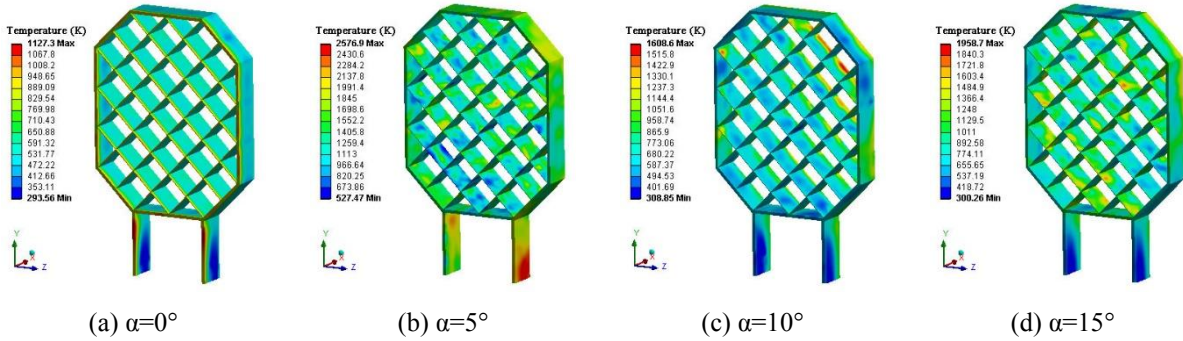 Temperature (K)
1127.3 Max
1067.8
1008.2
948.65
889.09
829.54
769.98
710.43
650.88
591.32
531.77
472.22
412.66
353.11
293.56 Min
Y
X
Z
(a) α=0°
Temperature (K)
2576.9 Max
2430.6
2284.2
2137.8
1991.4
1845
1698.6
1552.2
1405.8
1259.4
1113
966.64
820.25
673.86
527.47 Min
Y
X
Z
(b) α=5°
Temperature (K)
1608.6 Max
1515.8
1422.9
1330.1
1237.3
1144.4
1051.6
958.74
865.9
773.06
680.22
587.37
494.53
401.69
308.85 Min
Y
X
Z
(c) α=10°
Temperature (K)
1958.7 Max
1840.3
1721.8
1603.4
1484.9
1366.4
1248
1129.5
1011
892.58
774.11
655.65
537.19
418.72
300.26 Min
Y
X
Z
(d) α=15°